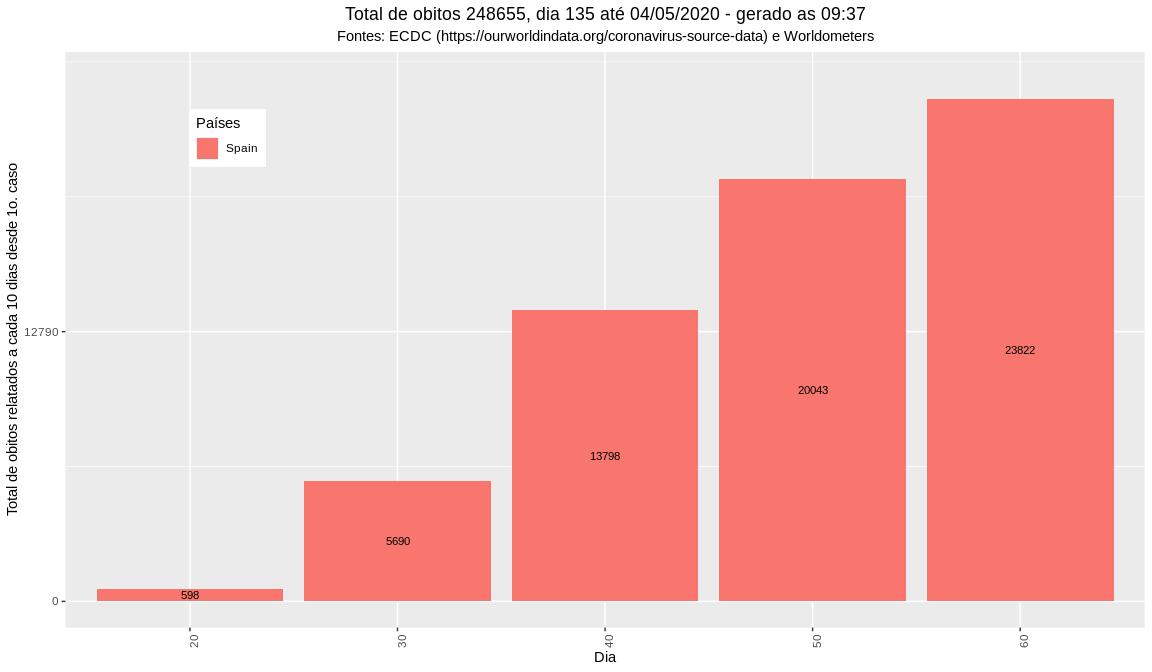 Total de obitos 248655, dia 135 até 04/05/2020 - gerado as 09:37
Fontes: ECDC (https://ourworldindata.org/coronavirus-source-data) e Worldometers
Total de obitos relatados a cada 10 dias desde 1o. caso
Países
Spain
12790
0
598
5690
13798
20043
23822
20
30
40
50
60
Dia